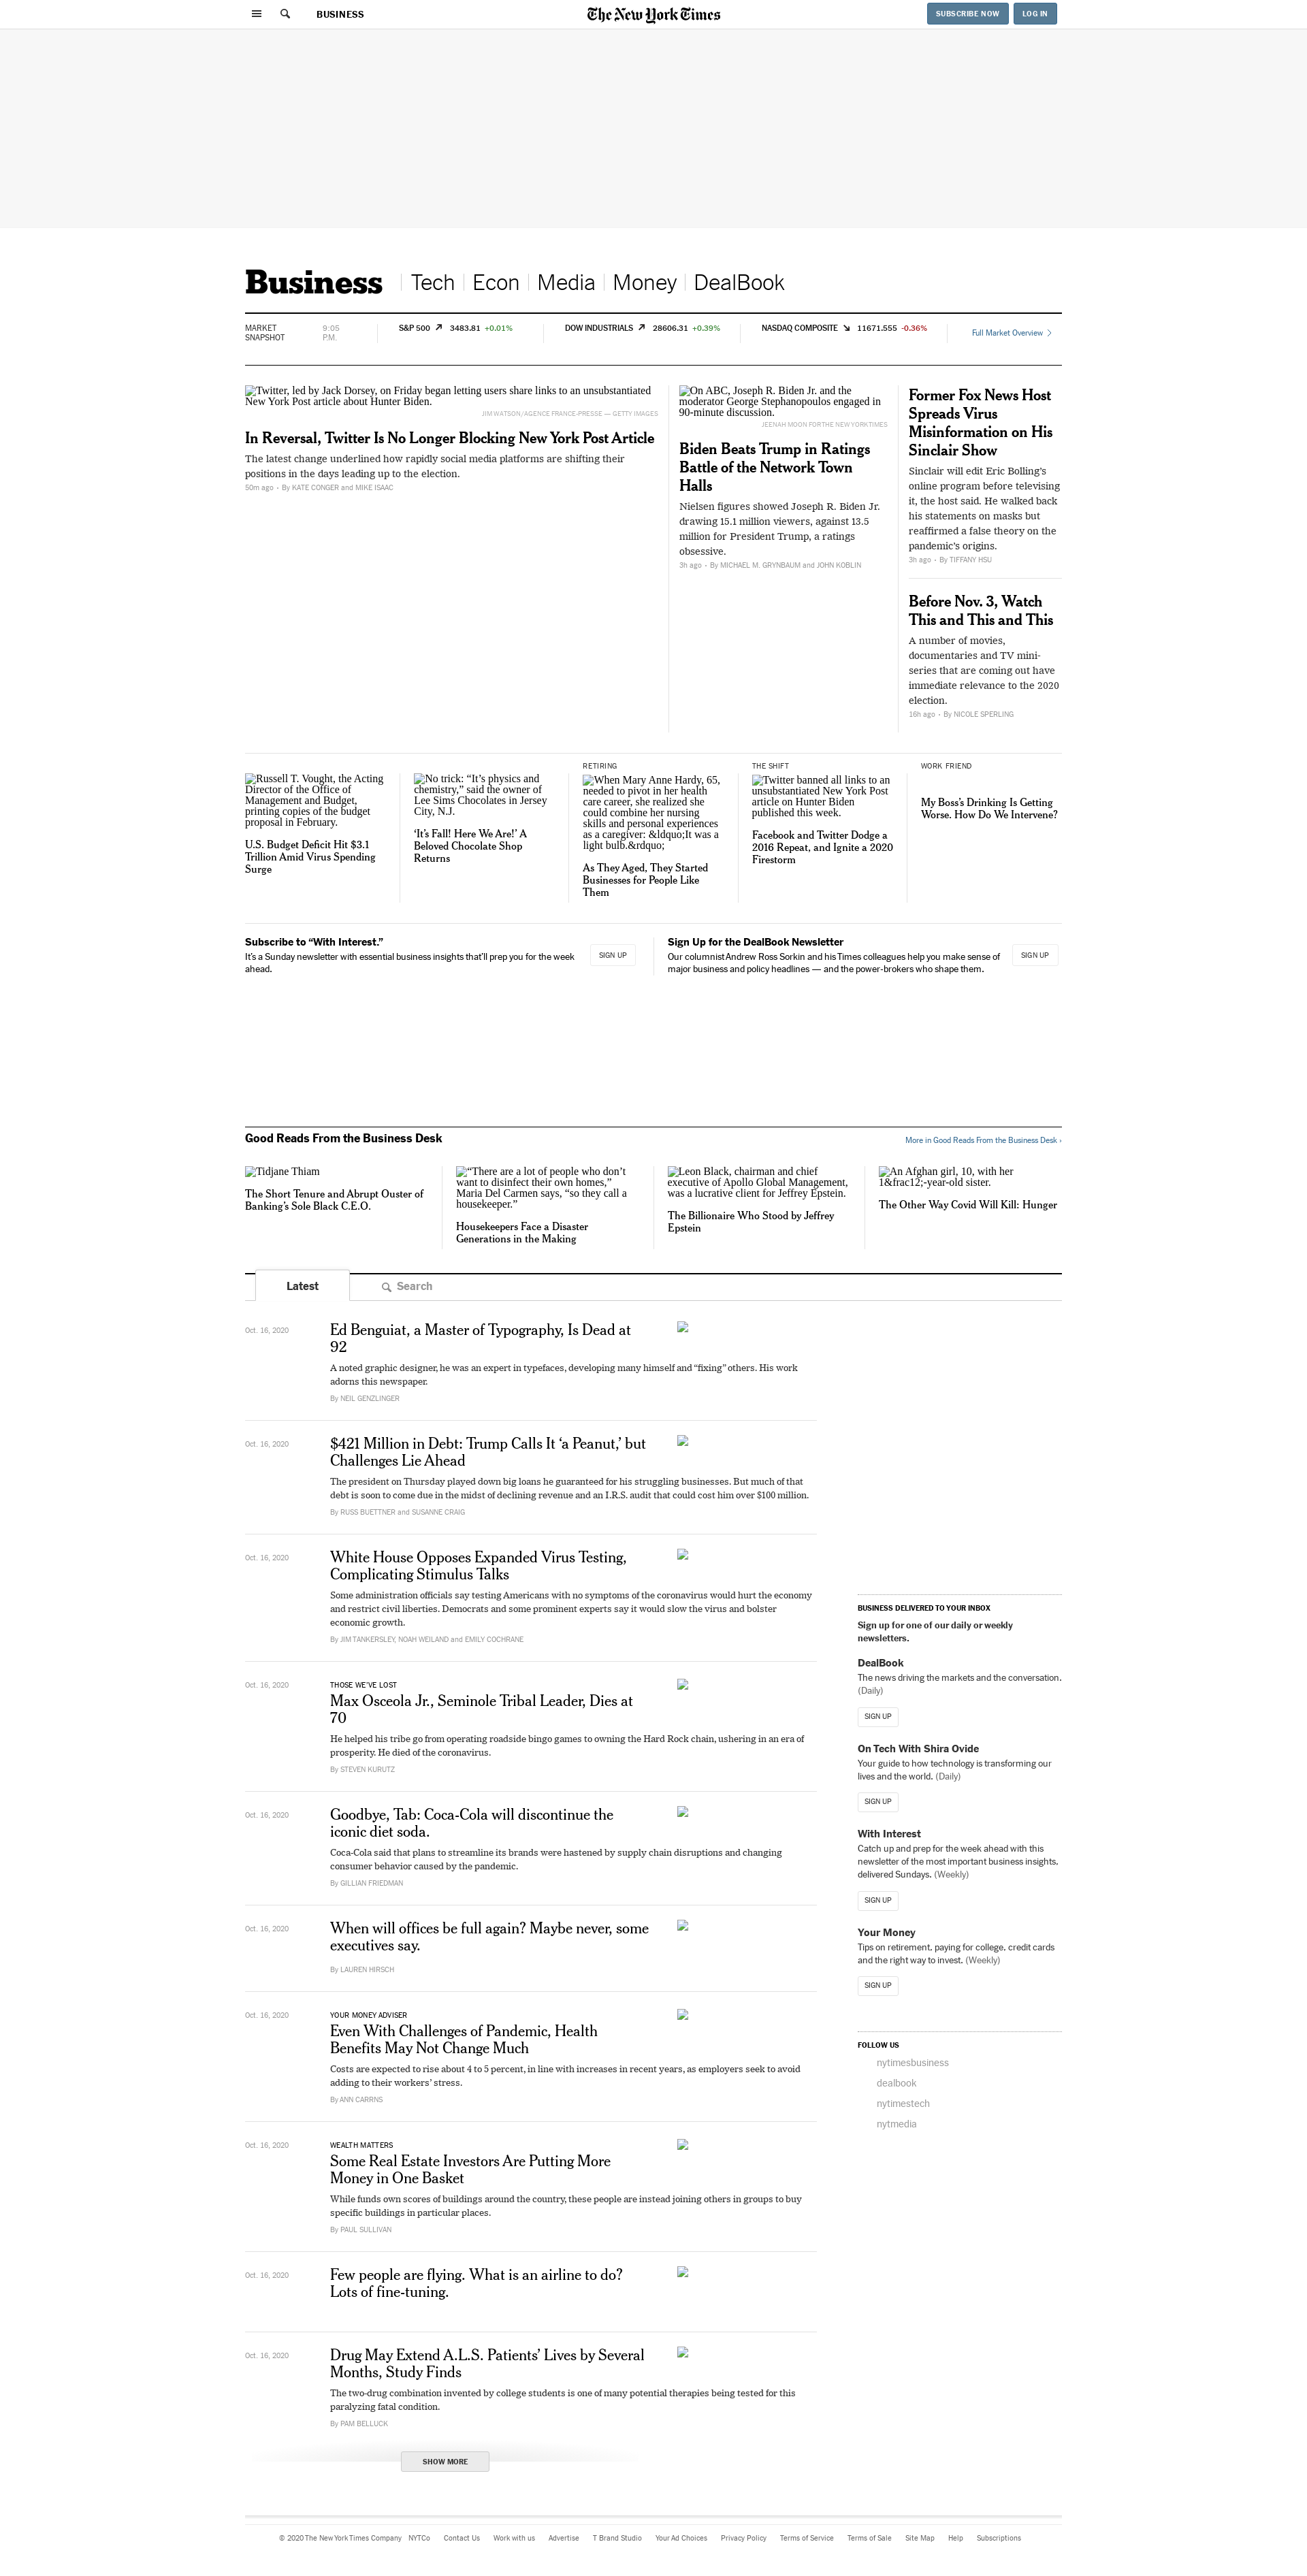 BUSINESS
The New York Times
SUBSCRIBE NOW
LOG IN
Business
Tech
Econ
Media
Money
DealBook
MARKET
SNAPSHOT
9:05
P.M.
S&P 500 3483.81 +0.01%
DOW INDUSTRIALS 28606.31 +0.39%
NASDAQ COMPOSITE 11671.555 -0.36%
Full Market Overview
Twitter, led by Jack Dorsey, on Friday began letting users share links to an unsubstantiated
New York Post article about Hunter Biden.
JIM WATSON/AGENCE FRANCE-PRESSE — GETTY IMAGES
In Reversal, Twitter Is No Longer Blocking New York Post Article
The latest change underlined how rapidly social media platforms are shifting their
positions in the days leading up to the election.
50m ago - By KATE CONGER and MIKE ISAAC
On ABC, Joseph R. Biden Jr. and the
moderator George Stephanopoulos engaged in
90-minute discussion.
JEENAH MOON FOR THE NEW YORK TIMES
Biden Beats Trump in Ratings
Battle of the Network Town
Halls
Nielsen figures showed Joseph R. Biden Jr.
drawing 15.1 million viewers, against 13.5
million for President Trump, a ratings
obsessive.
3h ago - By MICHAEL M. GRYNBAUM and JOHN KOBLIN
Former Fox News Host
Spreads Virus
Misinformation on His
Sinclair Show
Sinclair will edit Eric Bolling's
online program before televising
it, the host said. He walked back
his statements on masks but
reaffirmed a false theory on the
pandemic's origins.
3h ago - By TIFFANY HSU
Before Nov. 3, Watch
This and This and This
A number of movies,
documentaries and TV mini-
series that are coming out have
immediate relevance to the 2020
election.
16h ago - By NICOLE SPERLING
Russell T. Vought, the Acting
Director of the Office of
Management and Budget,
printing copies of the budget
proposal in February.
U.S. Budget Deficit Hit $3.1
Trillion Amid Virus Spending
Surge
No trick: “It’s physics and
chemistry,” said the owner of
Lee Sims Chocolates in Jersey
City, N.J.
‘It’s Fall! Here We Are!’ A
Beloved Chocolate Shop
Returns
RETIRING
When Mary Anne Hardy, 65,
needed to pivot in her health
care career, she realized she
could combine her nursing
skills and personal experiences
as a caregiver: &ldquo;It was a
light bulb.&rdquo;
As They Aged, They Started
Businesses for People Like
Them
THE SHIFT
Twitter banned all links to an
unsubstantiated New York Post
article on Hunter Biden
published this week.
Facebook and Twitter Dodge a
2016 Repeat, and Ignite a 2020
Firestorm
WORK FRIEND
My Boss’s Drinking Is Getting
Worse. How Do We Intervene?
Subscribe to “With Interest.”
It’s a Sunday newsletter with essential business insights that’ll prep you for the week
ahead.
SIGN UP
Sign Up for the DealBook Newsletter
Our columnist Andrew Ross Sorkin and his Times colleagues help you make sense of
major business and policy headlines — and the power-brokers who shape them.
SIGN UP
Good Reads From the Business Desk
More in Good Reads From the Business Desk ›
Tidjane Thiam
The Short Tenure and Abrupt Ouster of
Banking’s Sole Black C.E.O.
“There are a lot of people who don’t
want to disinfect their own homes,”
Maria Del Carmen says, “so they call a
housekeeper.”
Housekeepers Face a Disaster
Generations in the Making
Leon Black, chairman and chief
executive of Apollo Global Management,
was a lucrative client for Jeffrey Epstein.
The Billionaire Who Stood by Jeffrey
Epstein
An Afghan girl, 10, with her
1&frac12;-year-old sister.
The Other Way Covid Will Kill: Hunger
Latest
Search
Oct. 16, 2020
Ed Benguiat, a Master of Typography, Is Dead at
92
A noted graphic designer, he was an expert in typefaces, developing many himself and “fixing” others. His work
adorns this newspaper.
By NEIL GENZLINGER
Oct. 16, 2020
$421 Million in Debt: Trump Calls It ‘a Peanut,’ but
Challenges Lie Ahead
The president on Thursday played down big loans he guaranteed for his struggling businesses. But much of that
debt is soon to come due in the midst of declining revenue and an I.R.S. audit that could cost him over $100 million.
By RUSS BUETTNER and SUSANNE CRAIG
Oct. 16, 2020
White House Opposes Expanded Virus Testing,
Complicating Stimulus Talks
Some administration officials say testing Americans with no symptoms of the coronavirus would hurt the economy
and restrict civil liberties. Democrats and some prominent experts say it would slow the virus and bolster
economic growth.
By JIM TANKERSLEY, NOAH WEILAND and EMILY COCHRANE
Oct. 16, 2020
THOSE WE’VE LOST
Max Osceola Jr., Seminole Tribal Leader, Dies at
70
He helped his tribe go from operating roadside bingo games to owning the Hard Rock chain, ushering in an era of
prosperity. He died of the coronavirus.
By STEVEN KURUTZ
Oct. 16, 2020
Goodbye, Tab: Coca-Cola will discontinue the
iconic diet soda.
Coca-Cola said that plans to streamline its brands were hastened by supply chain disruptions and changing
consumer behavior caused by the pandemic.
By GILLIAN FRIEDMAN
Oct. 16, 2020
When will offices be full again? Maybe never, some
executives say.
By LAUREN HIRSCH
Oct. 16, 2020
YOUR MONEY ADVISER
Even With Challenges of Pandemic, Health
Benefits May Not Change Much
Costs are expected to rise about 4 to 5 percent, in line with increases in recent years, as employers seek to avoid
adding to their workers’ stress.
By ANN CARRNS
Oct. 16, 2020
WEALTH MATTERS
Some Real Estate Investors Are Putting More
Money in One Basket
While funds own scores of buildings around the country, these people are instead joining others in groups to buy
specific buildings in particular places.
By PAUL SULLIVAN
Oct. 16, 2020
Few people are flying. What is an airline to do?
Lots of fine-tuning.
Oct. 16, 2020
Drug May Extend A.L.S. Patients’ Lives by Several
Months, Study Finds
The two-drug combination invented by college students is one of many potential therapies being tested for this
paralyzing fatal condition.
By PAM BELLUCK
SHOW MORE
BUSINESS DELIVERED TO YOUR INBOX
Sign up for one of our daily or weekly
newsletters.
DealBook
The news driving the markets and the conversation.
(Daily)
SIGN UP
On Tech With Shira Ovide
Your guide to how technology is transforming our
lives and the world. (Daily)
SIGN UP
With Interest
Catch up and prep for the week ahead with this
newsletter of the most important business insights,
delivered Sundays. (Weekly)
SIGN UP
Your Money
Tips on retirement, paying for college, credit cards
and the right way to invest. (Weekly)
SIGN UP
FOLLOW US
nytimesbusiness
dealbook
nytimestech
nytmedia
© 2020 The New York Times Company NYTCo Contact Us Work with us Advertise T Brand Studio Your Ad Choices Privacy Policy Terms of Service Terms of Sale Site Map Help Subscriptions